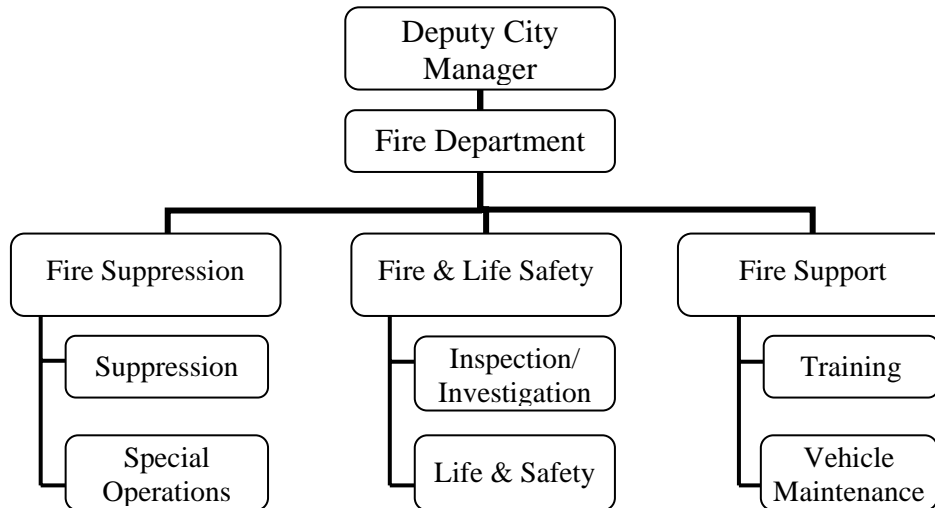 Deputy City
Manager
Fire Department
Fire Suppression
Suppression
Special
Operations
Fire & Life Safety
Inspection/
Investigation
Life & Safety
Fire Support
Training
Vehicle
Maintenance